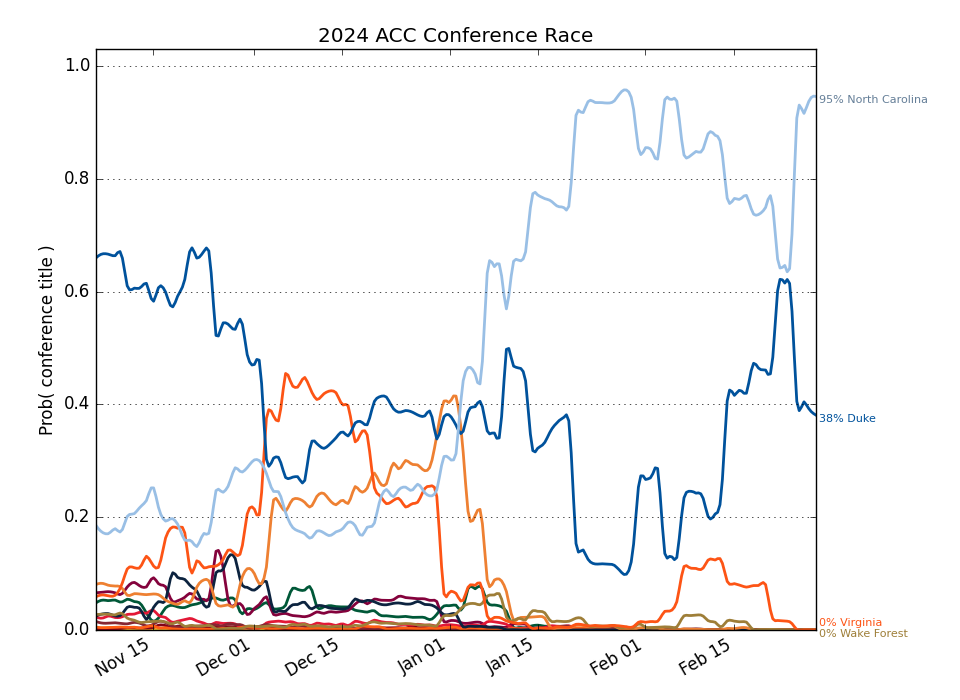 2024 ACC Conference Race
Prob( conference title )
1.0
0.8
0.6
0.4
0.2
0.0
Nov 15
Dec 01
Dec 15
Jan 01
Jan 15
Feb 01
Feb 15
95% North Carolina
38% Duke
0% Virginia
0% Wake Forest